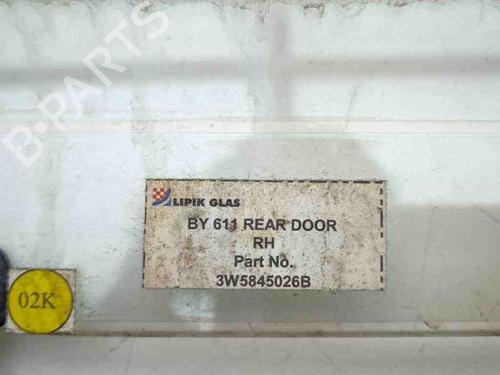 B-PARTS
LIPIK GLAS
BY 611 REAR DOOR
RH
Part No.
3W5845026B
02K